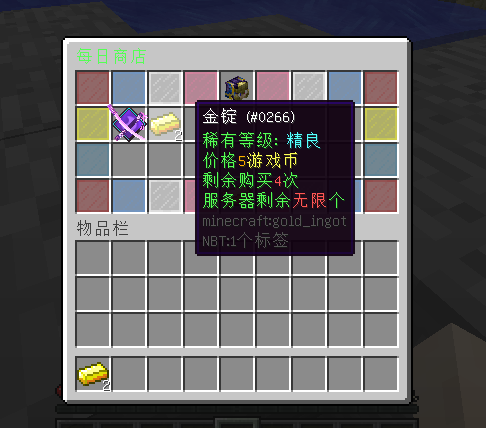 每日商店
2
金锭 (#0266)
稀有等级: 精良
价格5游戏币
剩余购买4次
服务器剩余无限个
minecraft:gold_ingot
NBT:1个标签
物品栏
2